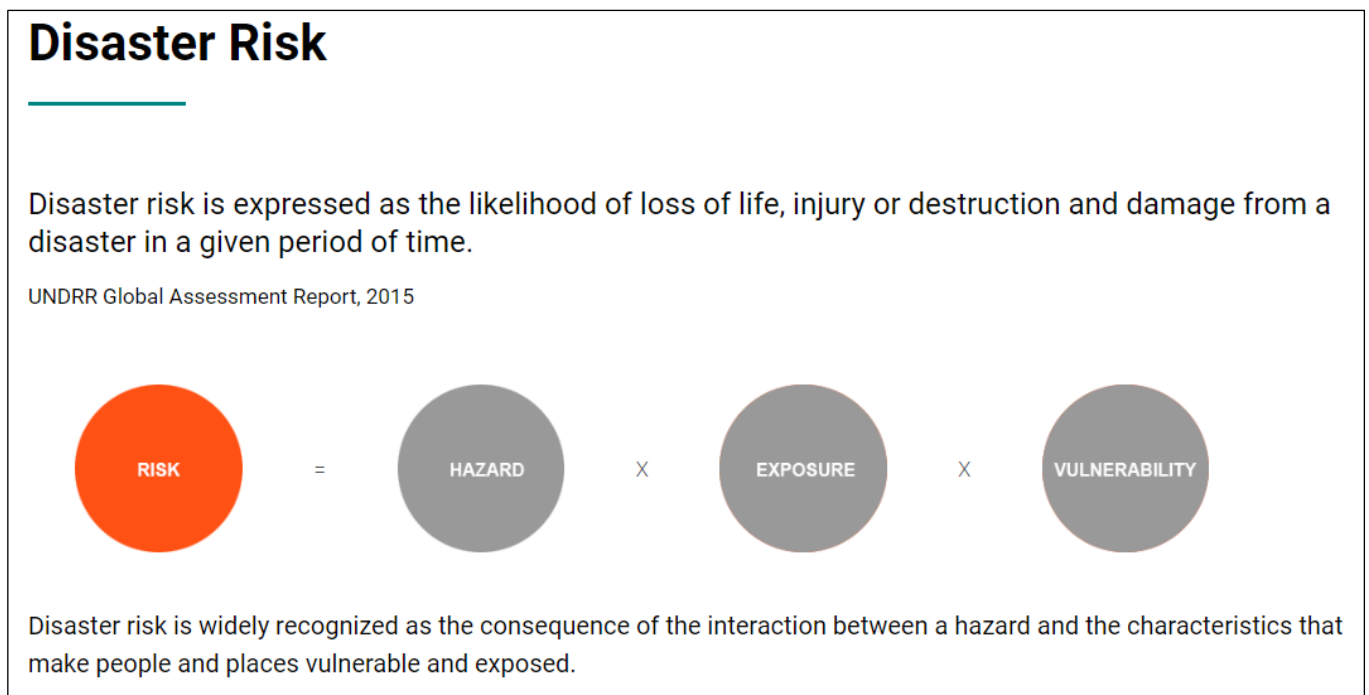 Disaster Risk
Disaster risk is expressed as the likelihood of loss of life, injury or destruction and damage from a
disaster in a given period of time.
UNDRR Global Assessment Report, 2015
RISK = HAZARD X EXPOSURE X VULNERABILITY
Disaster risk is widely recognized as the consequence of the interaction between a hazard and the characteristics that
make people and places vulnerable and exposed.